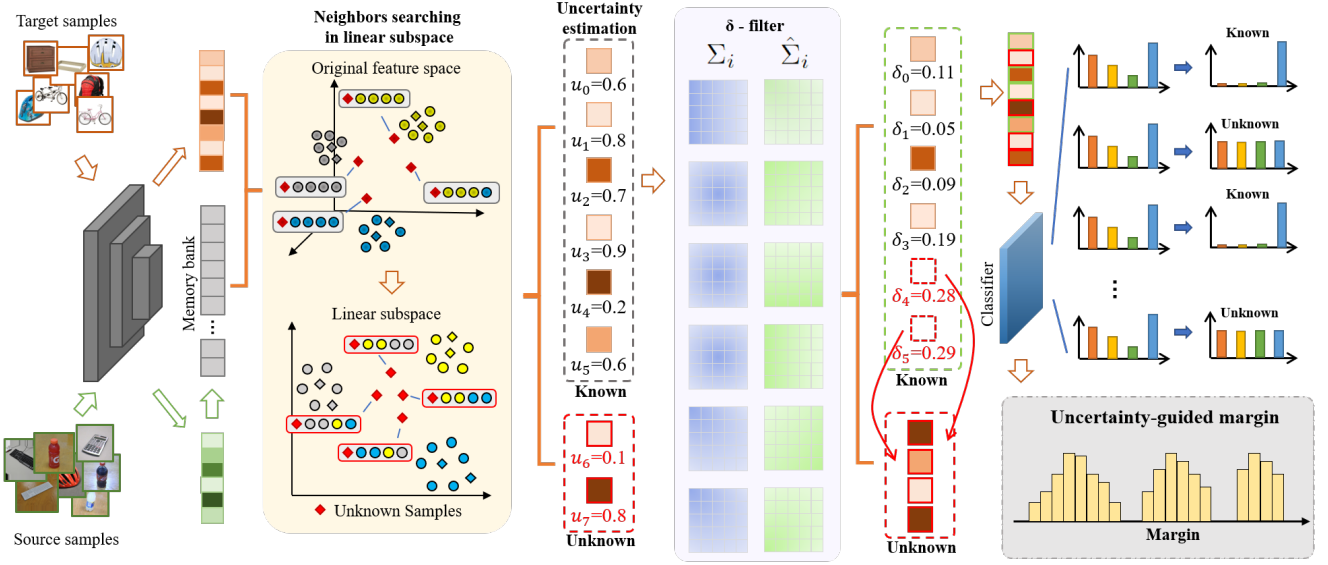 Target samples
Memory bank
Source samples
Neighbors searching
in linear subspace
Original feature space
Linear subspace
Unknown Samples
Uncertainty
estimation
u₀=0.6
u₁=0.8
u₂=0.7
u₃=0.9
u₄=0.2
u₅=0.6
Known
u₆=0.1
u₇=0.8
Unknown
δ - filter
Σᵢ Σ̂ᵢ
δ₀=0.11
δ₁=0.05
δ₂=0.09
δ₃=0.19
δ₄=0.28
δ₅=0.29
Known
Unknown
Classifier
Known
Unknown
Known
Unknown
Uncertainty-guided margin
Margin